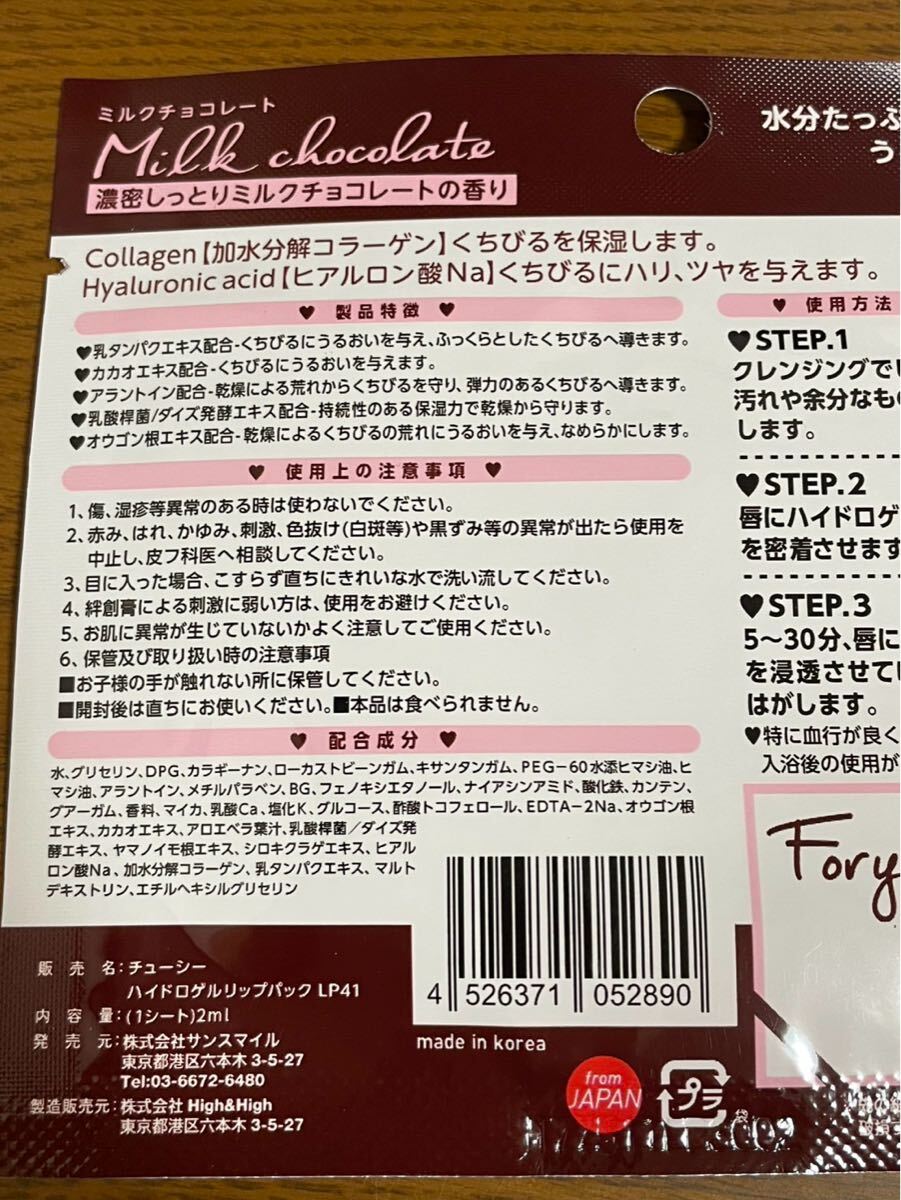 ミルクチョコレート
Milk chocolate
濃密しっとりミルクチョコレートの香り
Collagen【加水分解コラーゲン】くちびるを保湿します。
Hyaluronic acid【ヒアルロン酸Na】くちびるにハリ、ツヤを与えます。
♥ 製品特徴 ♥
♥乳タンパクエキス配合-くちびるにうるおいを与え、ふっくらとしたくちびるへ導きます。
♥カカオエキス配合-くちびるにうるおいを与えます。
♥アラントイン配合-乾燥による荒れからくちびるを守り、弾力のあるくちびるへ導きます。
♥乳酸桿菌/ダイズ発酵エキス配合-持続性のある保湿力で乾燥から守ります。
♥オウゴン根エキス配合-乾燥によるくちびるの荒れにうるおいを与え、なめらかにします。
♥ 使用上の注意事項 ♥
1、傷、湿疹等異常のある時は使わないでください。
2、赤み、はれ、かゆみ、刺激、色抜け(白斑等)や黒ずみ等の異常が出たら使用を
中止し、皮フ科医へ相談してください。
3、目に入った場合、こすらず直ちにきれいな水で洗い流してください。
4、絆創膏による刺激に弱い方は、使用をお避けください。
5、お肌に異常が生じていないかよく注意してご使用ください。
6、保管及び取り扱い時の注意事項
■お子様の手が触れない所に保管してください。
■開封後は直ちにお使いください。■本品は食べられません。
♥ 配合成分 ♥
水、グリセリン、DPG、カラギーナン、ローカストビーンガム、キサンタンガム、PEG-60水添ヒマシ油、ヒ
マシ油、アラントイン、メチルパラベン、BG、フェノキシエタノール、ナイアシンアミド、酸化鉄、カンテン、
グアーガム、香料、マイカ、乳酸Ca、塩化K、グルコース、酢酸トコフェロール、EDTA-2Na、オウゴン根
エキス、カカオエキス、アロエベラ葉汁、乳酸桿菌/ダイズ発
酵エキス、ヤマノイモ根エキス、シロキクラゲエキス、ヒアル
ロン酸Na、加水分解コラーゲン、乳タンパクエキス、マルト
デキストリン、エチルヘキシルグリセリン
販売名:チューシー
ハイドロゲルリップパック LP41
内容量:(1シート)2ml
発売元:株式会社サンスマイル
東京都港区六本木 3-5-27
Tel:03-6672-6480
製造販売元:株式会社 High&High
東京都港区六本木 3-5-27
4 526371 052890
made in korea
from
JAPAN
プラ
袋
水分たっぷ
う
♥ 使用方法
♥STEP.1
クレンジングで
汚れや余分なもの
します。
♥STEP.2
唇にハイドロゲ
を密着させます
♥STEP.3
5~30分、唇に
を浸透させて
はがします。
♥特に血行が良く
入浴後の使用が
Fory